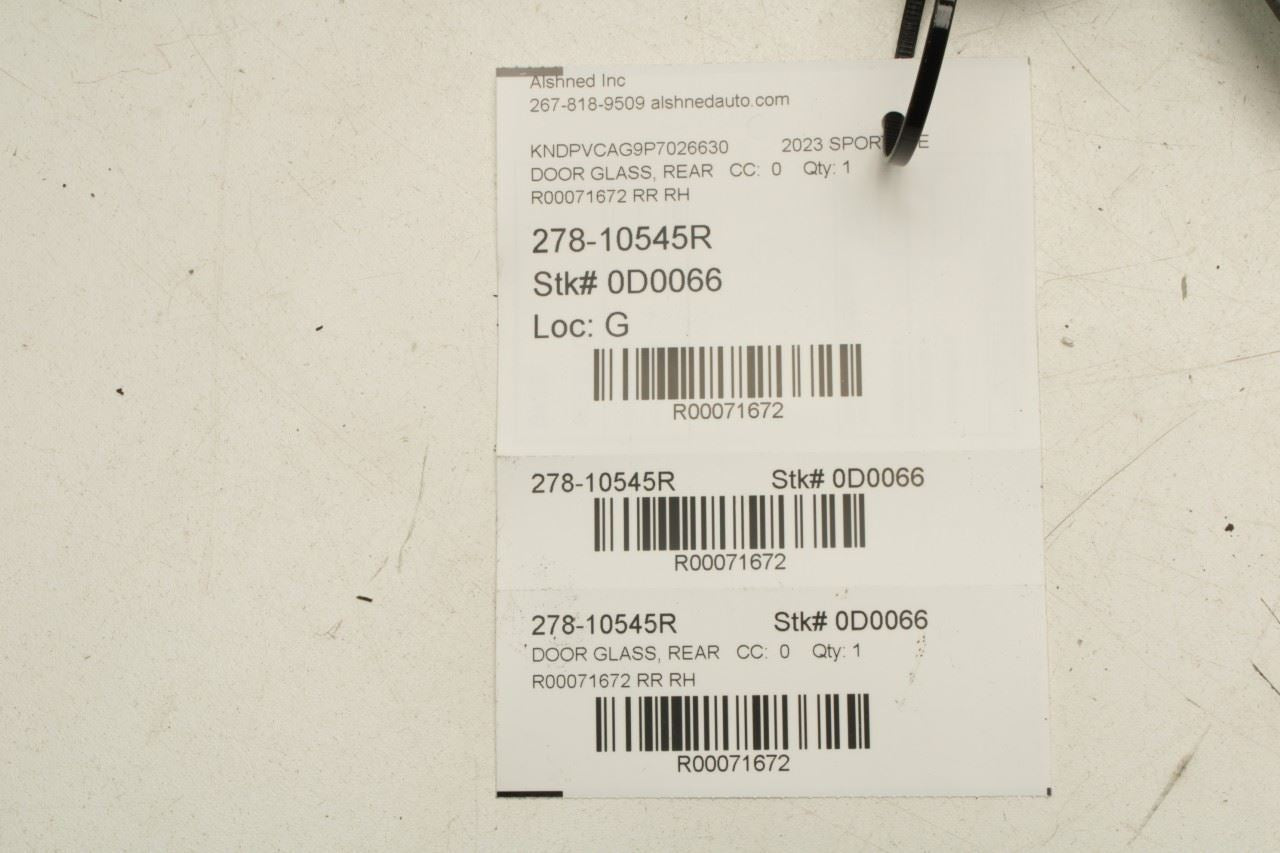 Alshned Inc
267-818-9509 alshnedauto.com
KNDPVCAG9P7026630 2023
DOOR GLASS, REAR CC: 0 Qty: 1
R00071672 RR RH
278-10545R
Stk# 0D0066
Loc: G
R00071672
278-10545R Stk# 0D0066
R00071672
278-10545R Stk# 0D0066
DOOR GLASS, REAR CC: 0 Qty: 1
R00071672 RR RH
R00071672